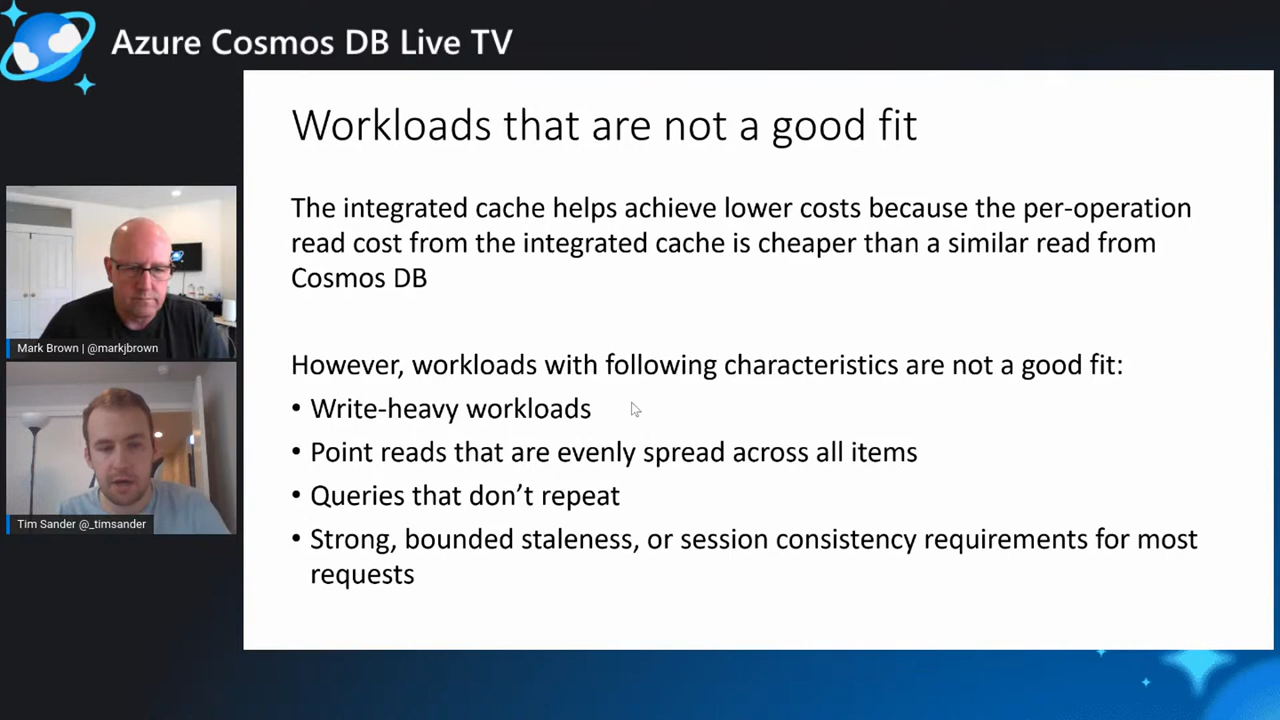 Azure Cosmos DB Live TV
Workloads that are not a good fit
The integrated cache helps achieve lower costs because the per-operation
read cost from the integrated cache is cheaper than a similar read from
Cosmos DB
However, workloads with following characteristics are not a good fit:
• Write-heavy workloads
• Point reads that are evenly spread across all items
• Queries that don’t repeat
• Strong, bounded staleness, or session consistency requirements for most
requests
Mark Brown | @markjbrown
Tim Sander @_timsander